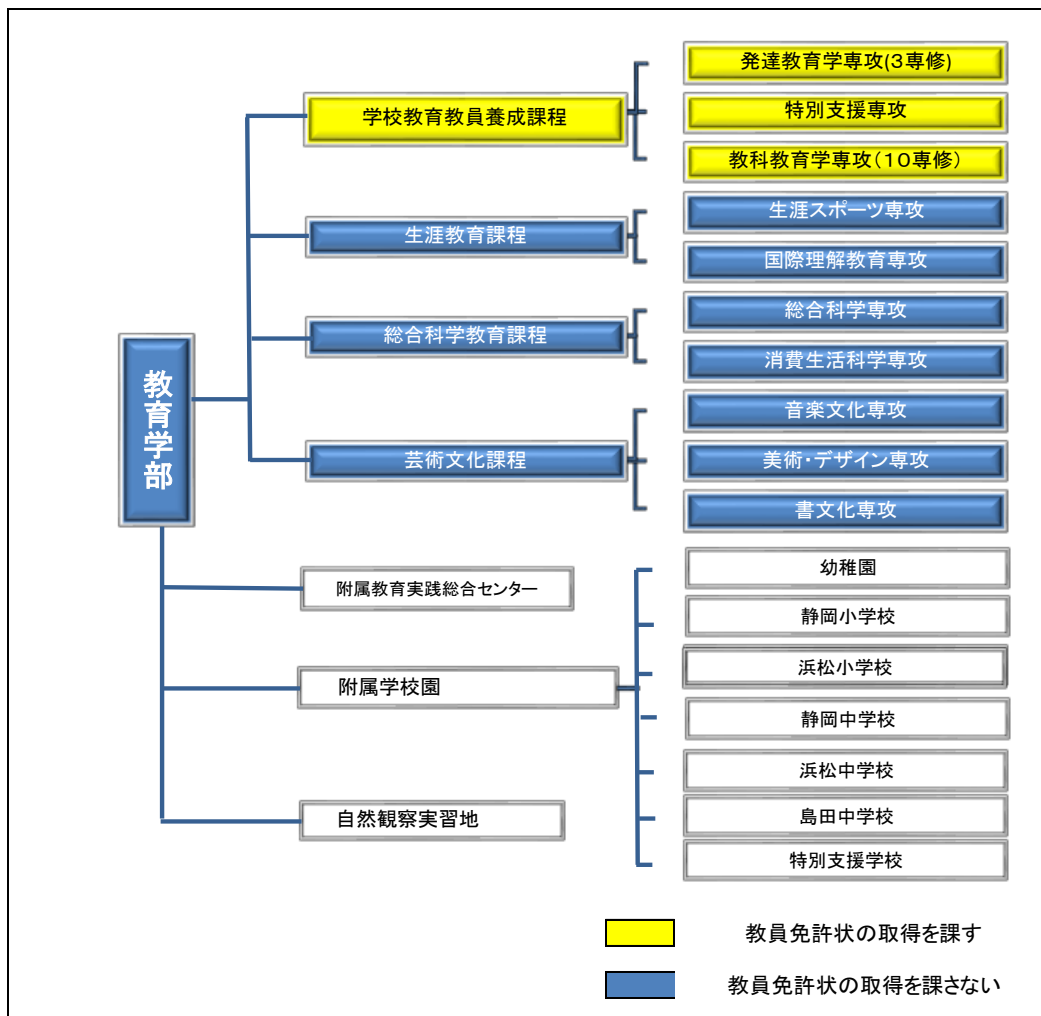 教育学部
学校教育教員養成課程
発達教育学専攻(3専修)
特別支援専攻
教科教育学専攻(10専修)
生涯教育課程
生涯スポーツ専攻
国際理解教育専攻
総合科学教育課程
総合科学専攻
消費生活科学専攻
芸術文化課程
音楽文化専攻
美術・デザイン専攻
書文化専攻
附属教育実践総合センター
附属学校園
幼稚園
静岡小学校
浜松小学校
静岡中学校
浜松中学校
島田中学校
特別支援学校
自然観察実習地
教員免許状の取得を課す
教員免許状の取得を課さない